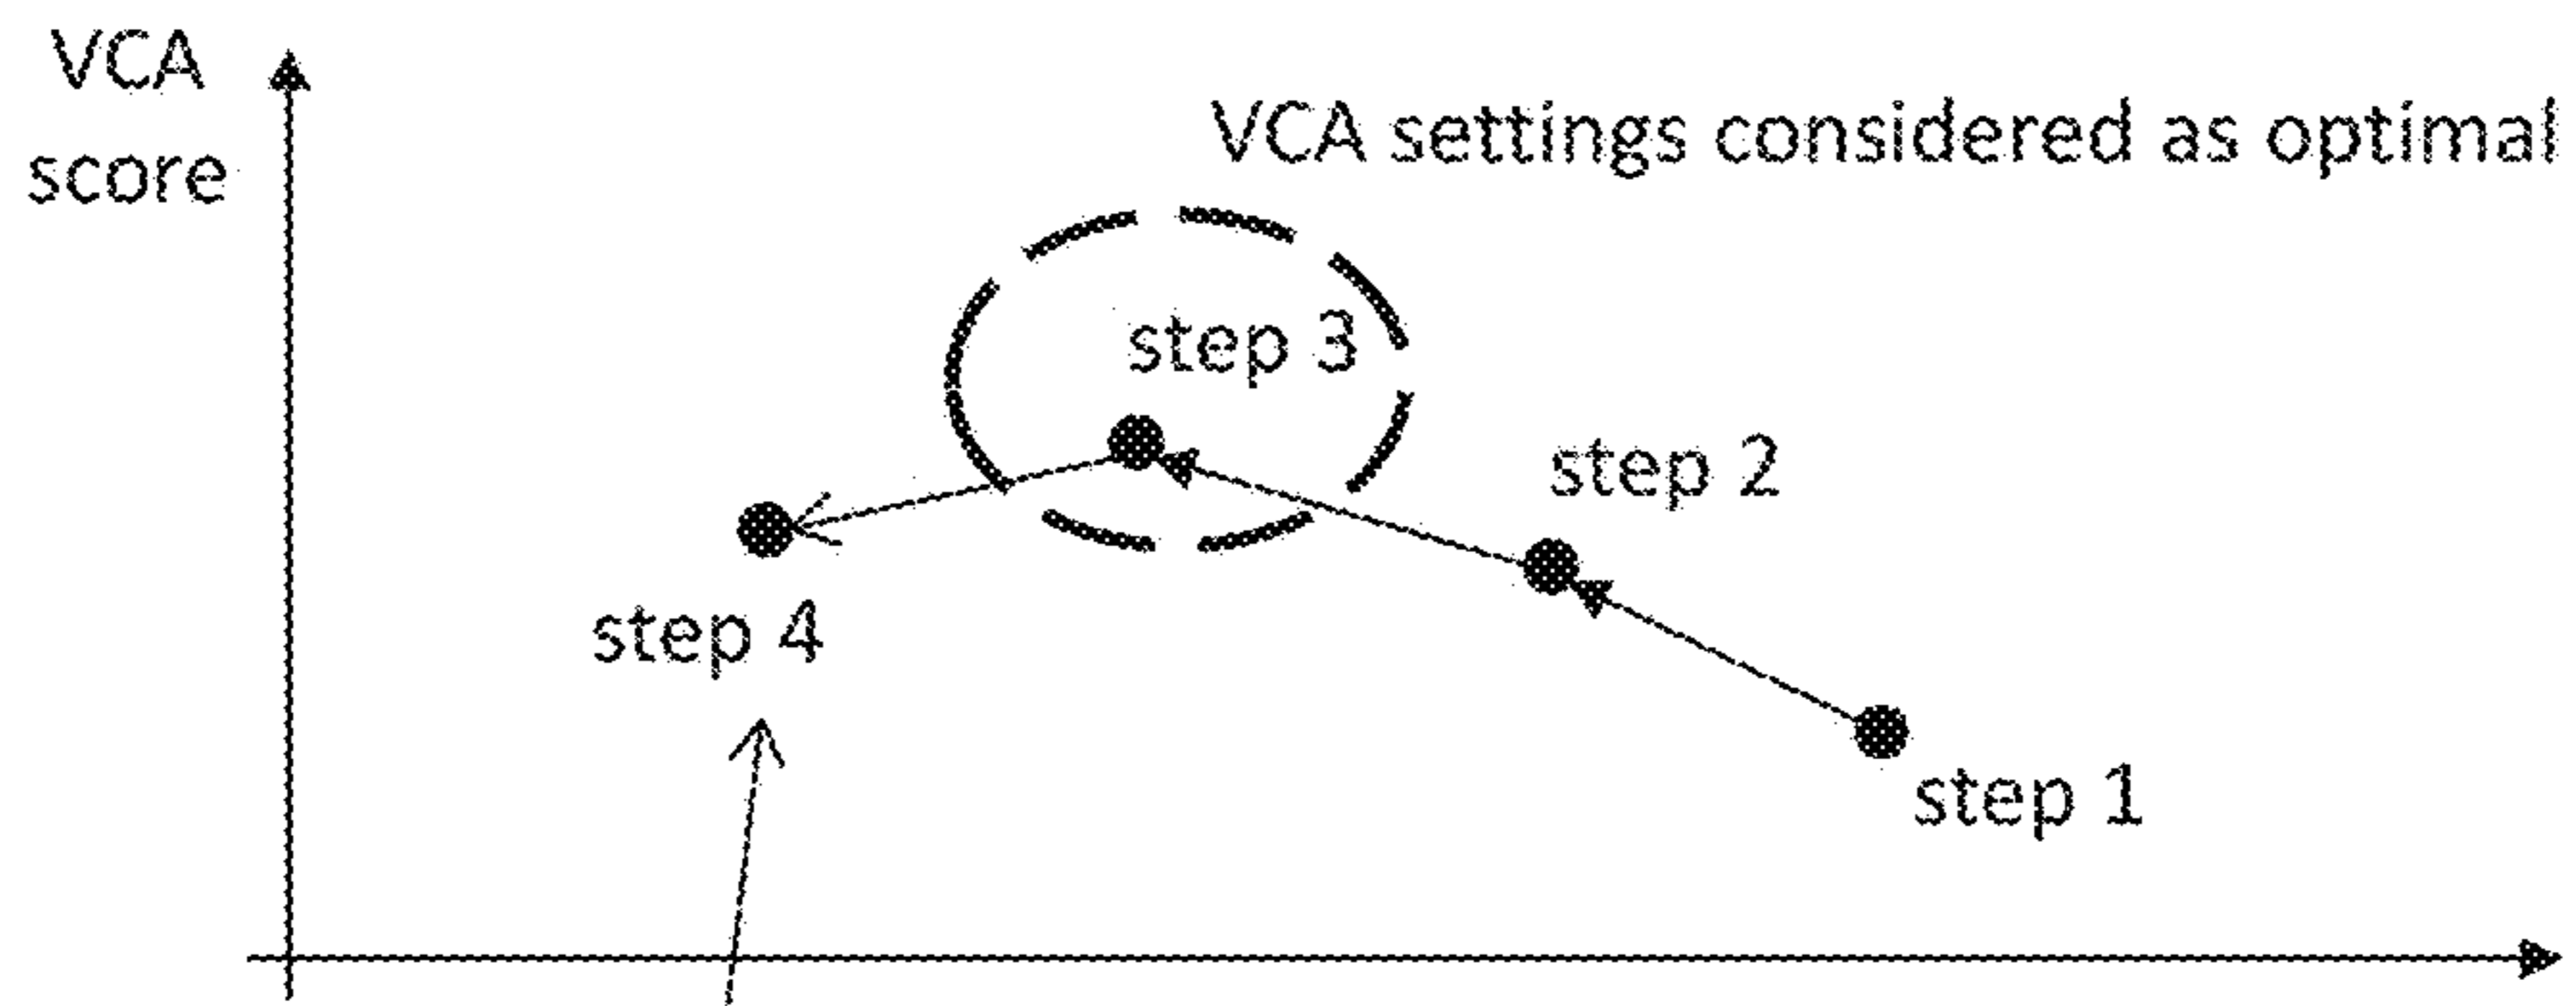 VCA
score
VCA settings considered as optimal
step 3
step 2
step 4
step 1